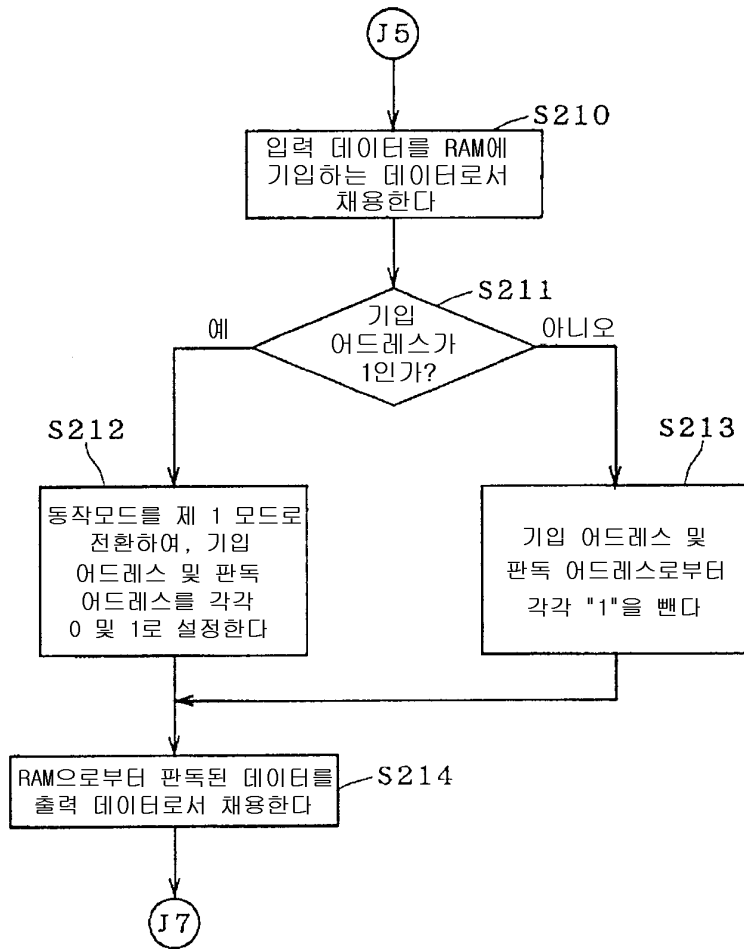 J5
S210
입력 데이터를 RAM에
기입하는 데이터로서
채용한다
S211
기입
어드레스가
1인가?
예
아니오
S212
동작모드를 제 1 모드로
전환하여, 기입
어드레스 및 판독
어드레스를 각각
0 및 1로 설정한다
S213
기입 어드레스 및
판독 어드레스로부터
각각 "1"을 뺀다
RAM으로부터 판독된 데이터를
출력 데이터로서 채용한다
S214
J7